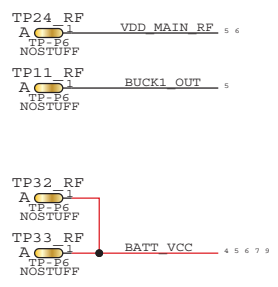 TP24_RF
A 1 VDD_MAIN_RF 5 6
TP-P6
NOSTUFF
TP11_RF
A 1 BUCK1_OUT 5
TP-P6
NOSTUFF
TP32_RF
A 1
TP-P6
NOSTUFF
TP33_RF
A 1 BATT_VCC 4 5 6 7 9
TP-P6
NOSTUFF